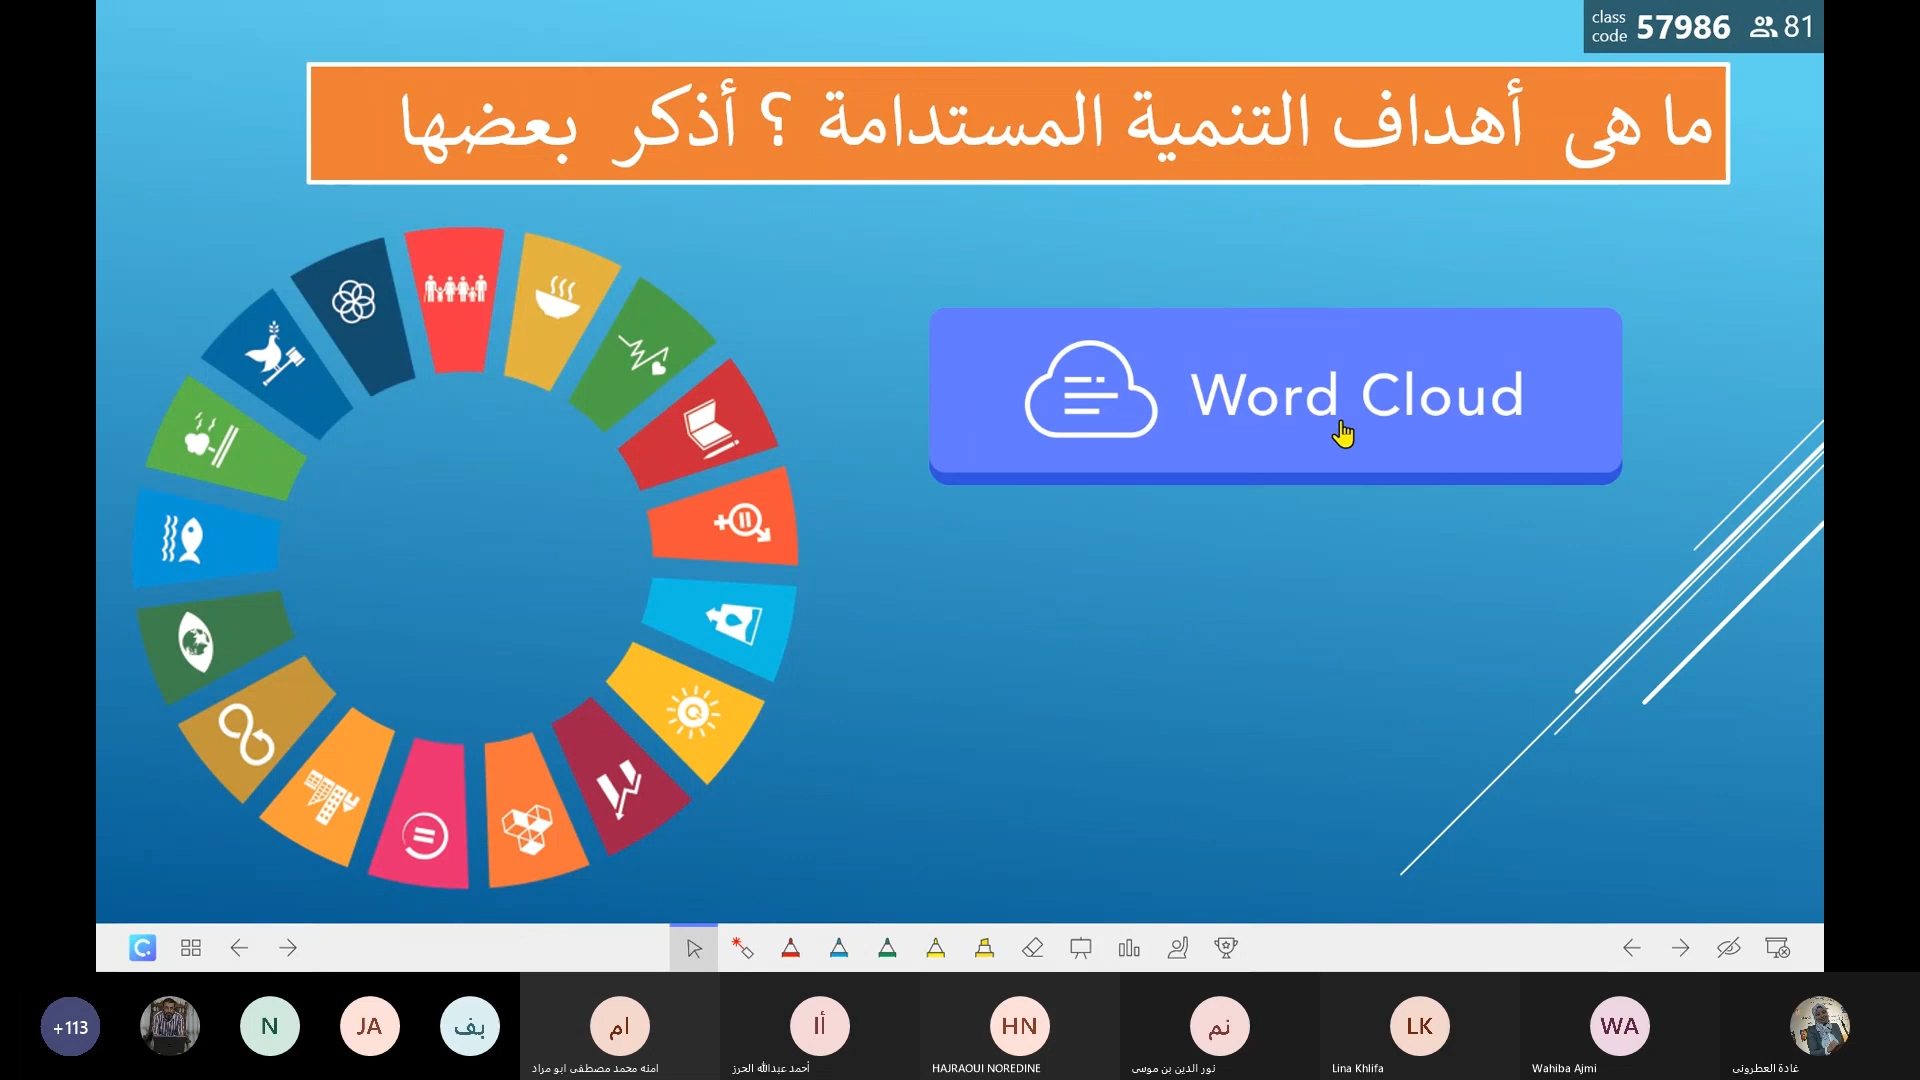 class code 57986 81
ما هى أهداف التنمية المستدامة ؟ أذكر بعضها
Word Cloud
+113
N
JA
بف
ام
أا
HN
نم
LK
WA
امنه محمد مصطفى ابو مراد
أحمد عبدالله الحرز
HAJRAOUI NOREDINE
نور الدين بن موسى
Lina Khlifa
Wahiba Ajmi
غادة العطرونى